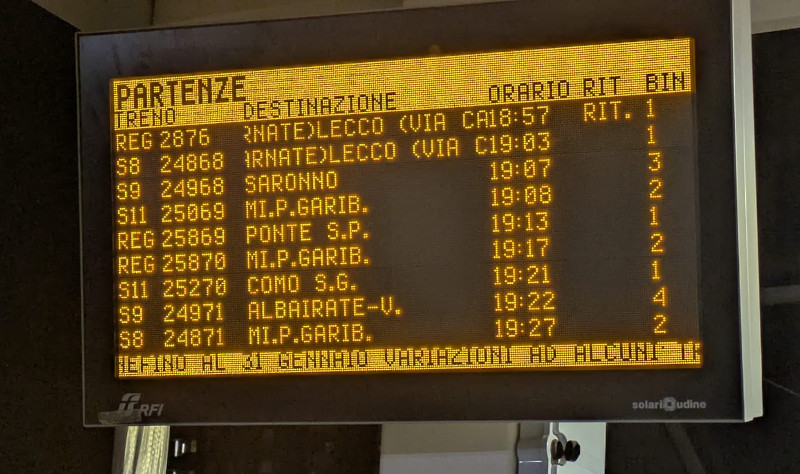 PARTENZE
TRENO DESTINAZIONE ORARIO RIT BIN
REG 2876 RNATE)LECCO (VIA CA18:57 RIT. 1
S8 24868 IRNATE)LECCO (VIA C19:03 1
S9 24968 SARONNO 19:07 3
S11 25069 MI.P.GARIB. 19:08 2
REG 25869 PONTE S.P. 19:13 1
REG 25870 MI.P.GARIB. 19:17 2
S11 25270 COMO S.G. 19:21 1
S9 24971 ALBAIRATE-V. 19:22 4
S8 24871 MI.P.GARIB. 19:27 2
FINO AL 31 GENNAIO VARIAZIONI AD ALCUNI TR
RFI solari udine